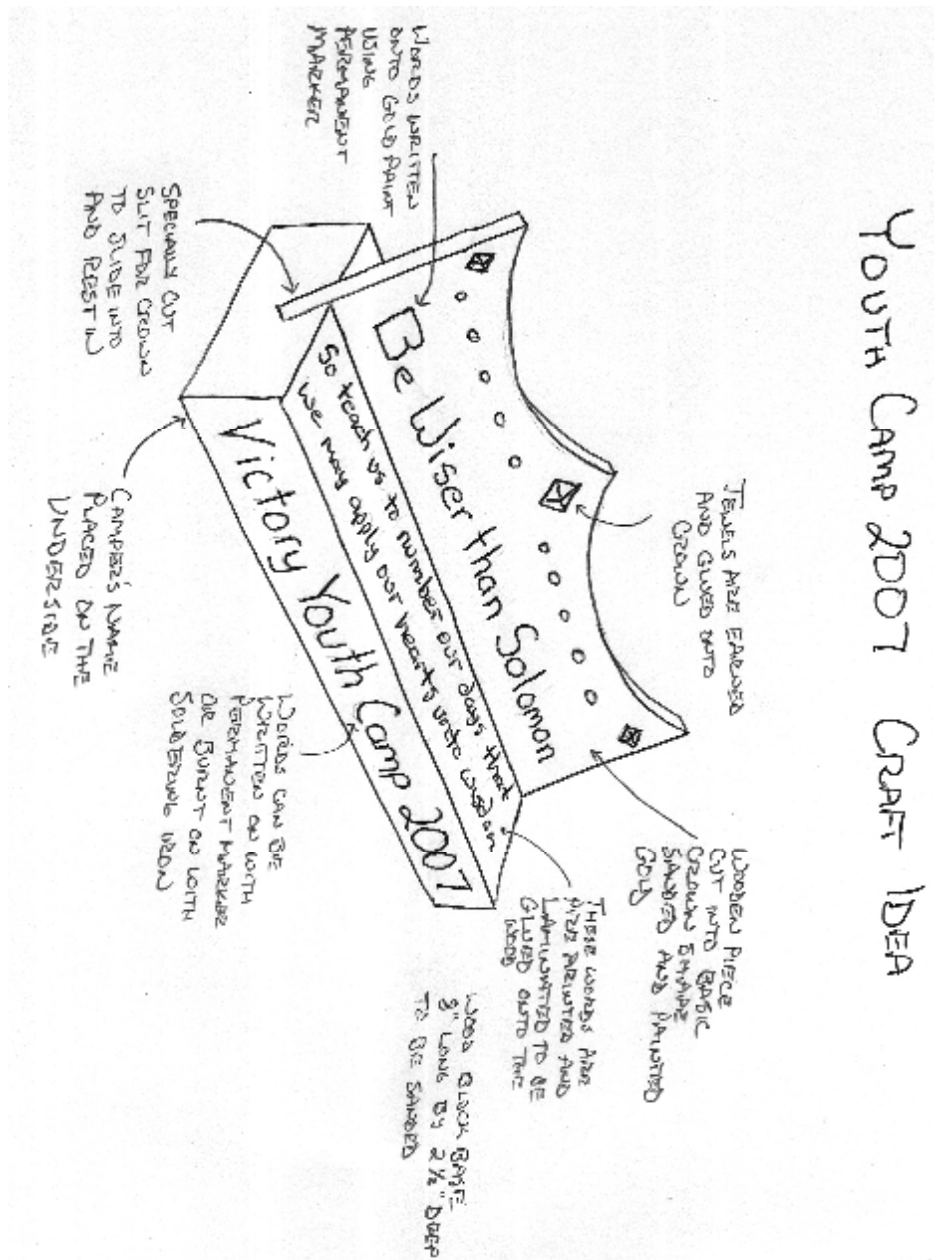 YOUTH CAMP 2007 CRAFT IDEA
JEWELS ARE EARNED
AND GLUED ONTO
CROWN
WOODEN PIECE
CUT INTO BASIC
CROWN SHAPE
SANDED AND PAINTED
GOLD
WORDS WRITTEN
ONTO GOLD PAINT
USING
PERMANENT
MARKER
Be Wiser than Solomon
So teach us to number our days that
we may apply our hearts unto wisdom
Victory Youth Camp 2007
THESE WORDS ARE
ARE PRINTED AND
LAMINATED TO BE
GLUED ONTO THE
WOOD
SPECIALLY CUT
SLIT FOR CROWN
TO SLIDE INTO
AND REST IN
CAMPER'S NAME
PLACED ON THE
UNDERSIDE
WORDS CAN BE
WRITTEN ON WITH
PERMANENT MARKER
OR BURNT ON WITH
SOLDERING IRON
WOOD BLOCK BASE
8" LONG BY 2 1/2" DEEP
TO BE SANDED